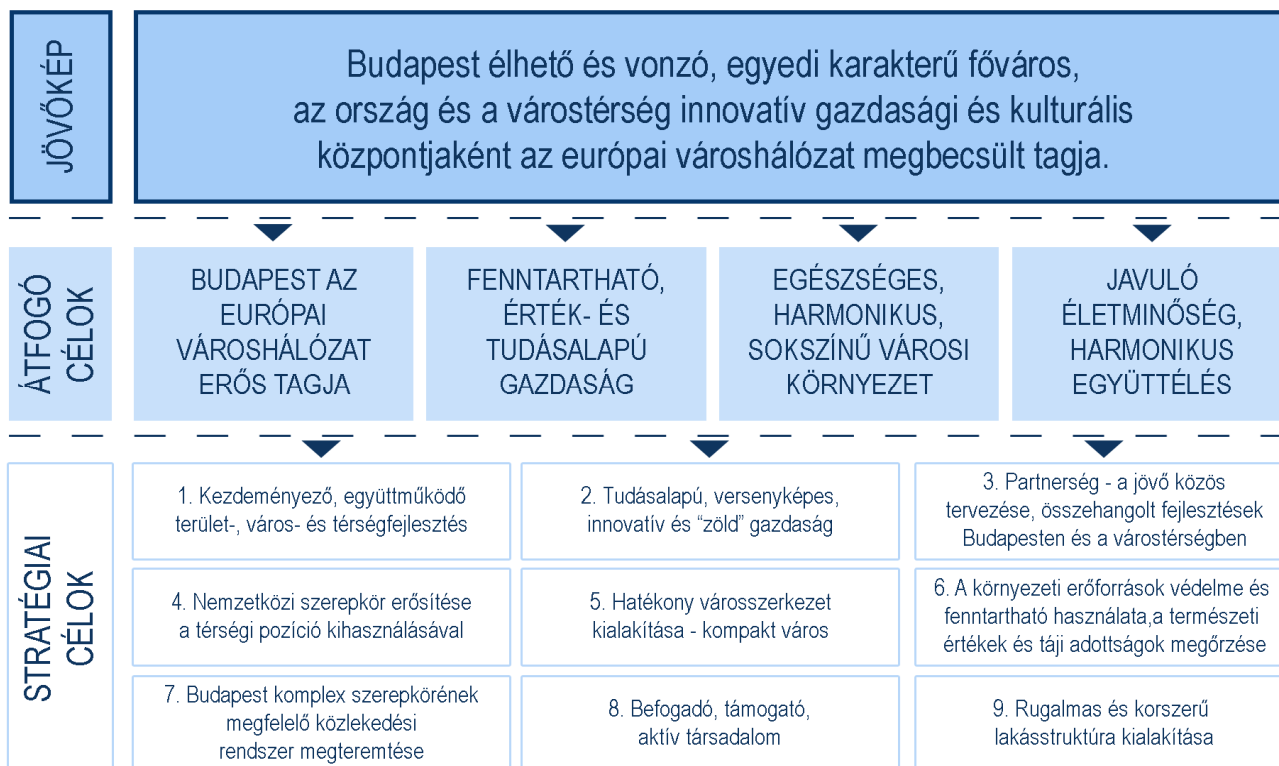 JÖVŐKÉP
Budapest élhető és vonzó, egyedi karakterű főváros,
az ország és a várostérség innovatív gazdasági és kulturális
központjaként az európai városhálózat megbecsült tagja.
ÁTFOGÓ
CÉLOK
BUDAPEST AZ
EURÓPAI
VÁROSHÁLÓZAT
ERŐS TAGJA
FENNTARTHATÓ,
ÉRTÉK- ÉS
TUDÁSALAPÚ
GAZDASÁG
EGÉSZSÉGES,
HARMONIKUS,
SOKSZÍNŰ VÁROSI
KÖRNYEZET
JAVULÓ
ÉLETMINŐSÉG,
HARMONIKUS
EGYÜTTÉLÉS
STRATÉGIAI
CÉLOK
1. Kezdeményező, együttműködő
terület-, város- és térségfejlesztés
2. Tudásalapú, versenyképes,
innovatív és “zöld” gazdaság
3. Partnerség - a jövő közös
tervezése, összehangolt fejlesztések
Budapesten és a várostérségben
4. Nemzetközi szerepkör erősítése
a térségi pozíció kihasználásával
5. Hatékony városszerkezet
kialakítása - kompakt város
6. A környezeti erőforrások védelme és
fenntartható használata,a természeti
értékek és táji adottságok megőrzése
7. Budapest komplex szerepkörének
megfelelő közlekedési
rendszer megteremtése
8. Befogadó, támogató,
aktív társadalom
9. Rugalmas és korszerű
lakásstruktúra kialakítása